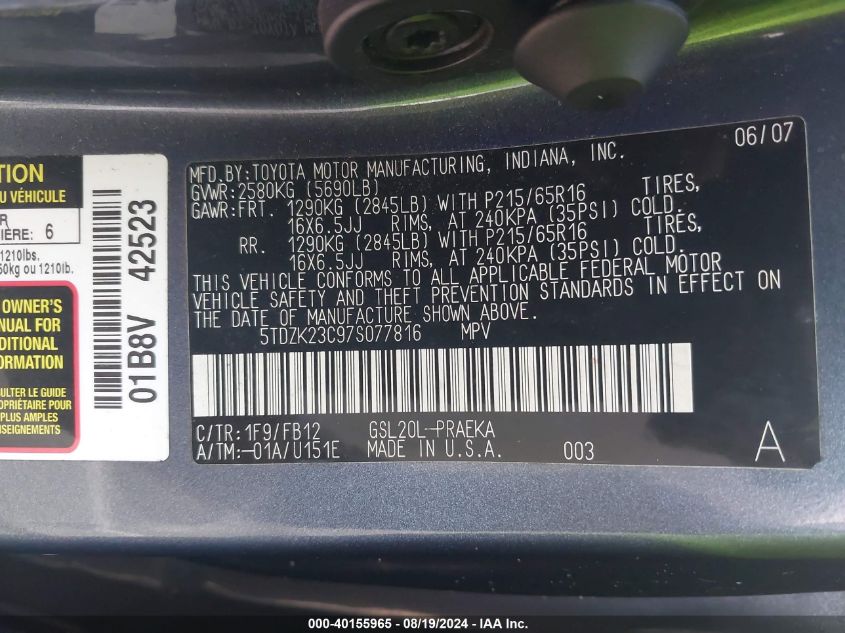 06/07
MFD.BY:TOYOTA MOTOR MANUFACTURING, INDIANA, INC.
GVWR:2580KG (5690LB)
GAWR:FRT. 1290KG (2845LB) WITH P215/65R16 TIRES,
16X6.5JJ RIMS, AT 240KPA (35PSI) COLD.
RR. 1290KG (2845LB) WITH P215/65R16 TIRES,
16X6.5JJ RIMS, AT 240KPA (35PSI) COLD.
THIS VEHICLE CONFORMS TO ALL APPLICABLE FEDERAL MOTOR
VEHICLE SAFETY AND THEFT PREVENTION STANDARDS IN EFFECT ON
THE DATE OF MANUFACTURE SHOWN ABOVE.
5TDZK23C97S077816 MPV
C/TR:1F9/FB12 GSL20L-PRAEKA
A/TM:-01A/U151E MADE IN U.S.A. 003 A
TION
U VÉHICULE
R
IÈRE: 6
1210lbs.
50kg ou 1210lb.
OWNER'S
NUAL FOR
DITIONAL
ORMATION
ULTER LE GUIDE
OPRIÉTAIRE POUR
AMPLES
SEIGNEMENTS
01B8V 42523
000-40155965 - 08/19/2024 - IAA Inc.